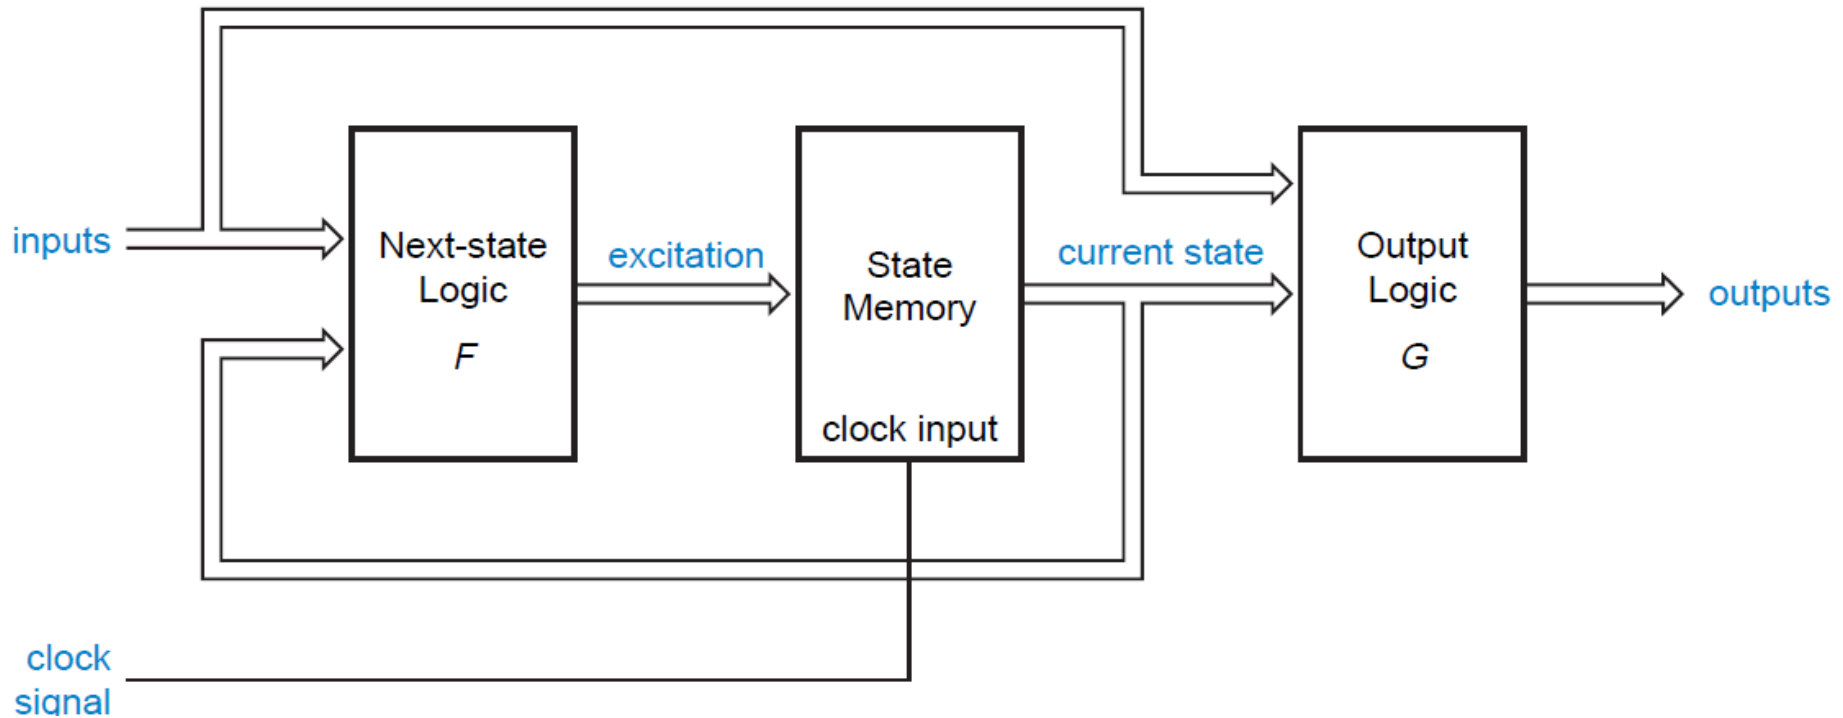 inputs
Next-state
Logic
F
excitation
State
Memory
clock input
current state
Output
Logic
G
outputs
clock
signal